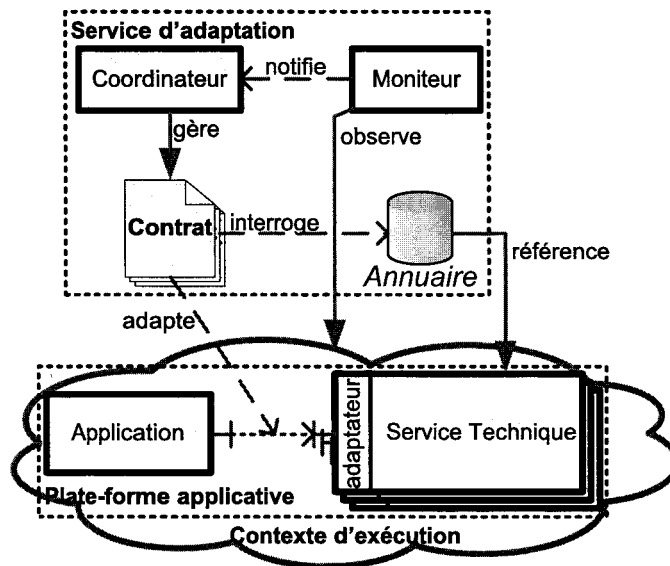 Service d'adaptation
Coordinateur
notifie
Moniteur
gère
observe
Contrat
interroge
Annuaire
référence
adapte
Application
adaptateur
Service Technique
Plate-forme applicative
Contexte d'exécution